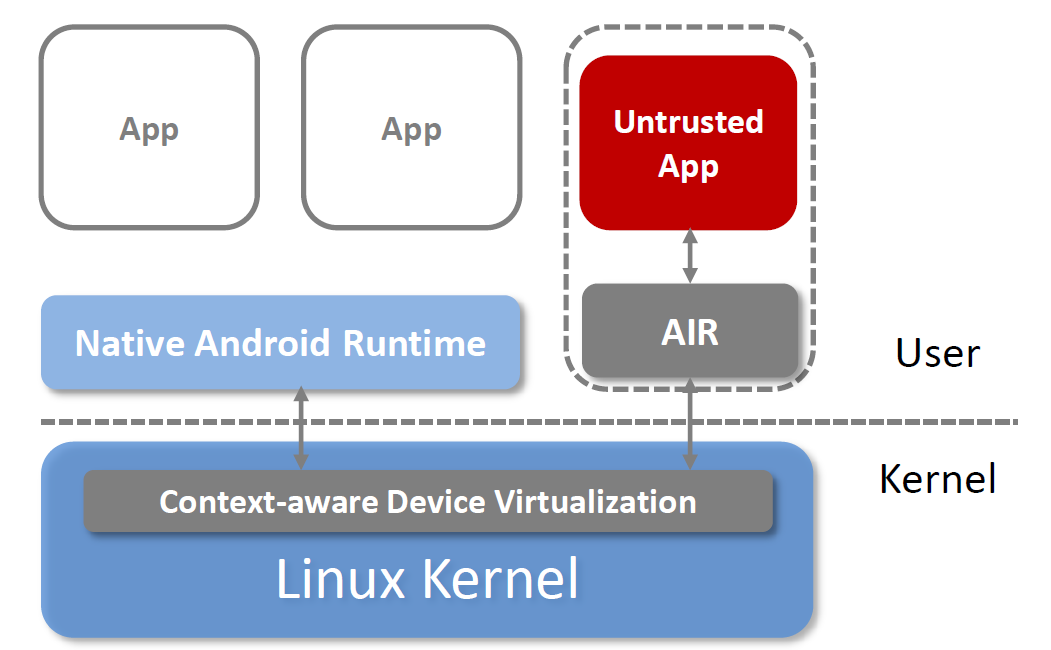 App
App
Untrusted
App
Native Android Runtime
AIR
User
Kernel
Context-aware Device Virtualization
Linux Kernel